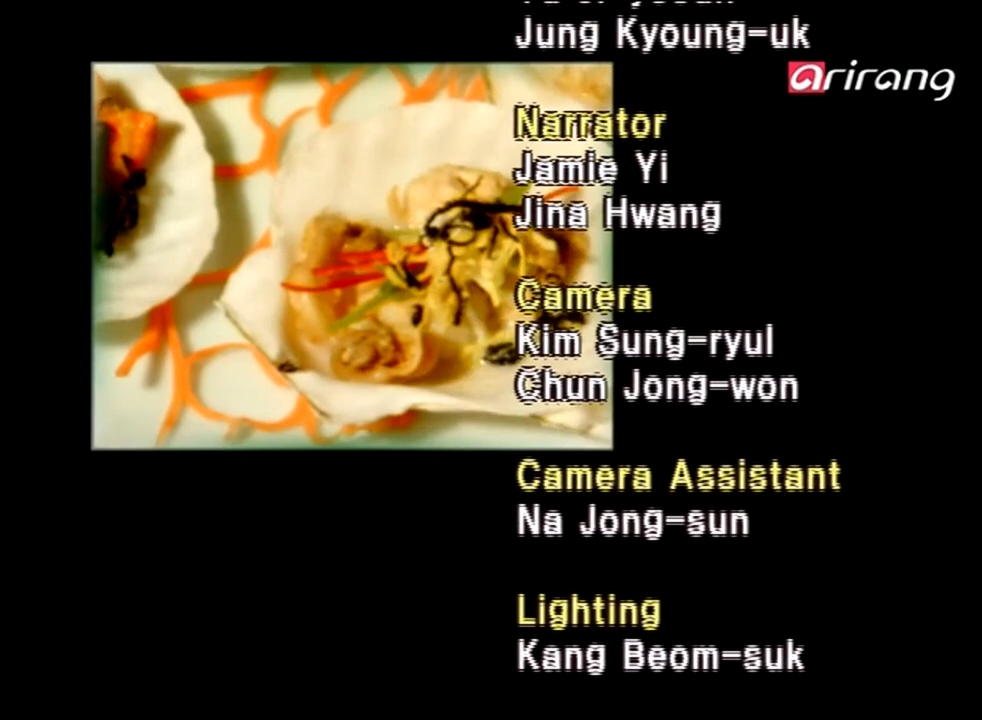 Jung Kyoung-uk
arirang
Narrator
Jamie Yi
Jina Hwang
Camera
Kim Sung-ryul
Chun Jong-won
Camera Assistant
Na Jong-sun
Lighting
Kang Beom-suk